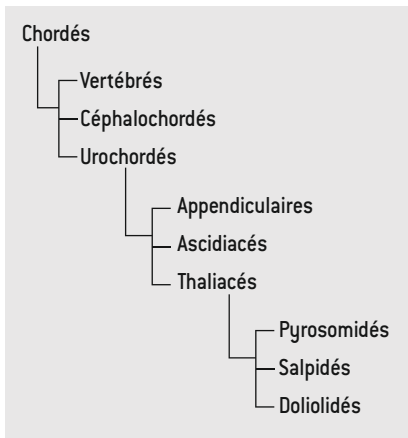 Chordés
Vertébrés
Céphalochordés
Urochordés
Appendiculaires
Ascidiacés
Thaliacés
Pyrosomidés
Salpidés
Doliolidés